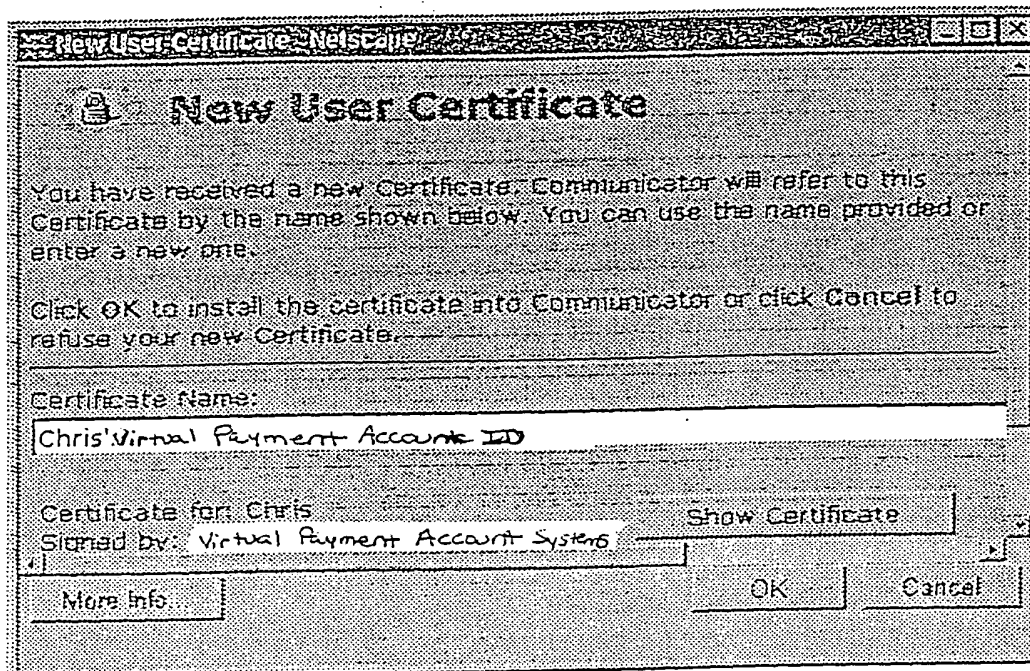 New User Certificate - Netscape
New User Certificate
You have received a new Certificate. Communicator will refer to this
Certificate by the name shown below. You can use the name provided or
enter a new one.
Click OK to install the certificate into Communicator or click Cancel to
refuse your new Certificate.
Certificate Name:
Chris' Virtual Payment Account ID
Certificate for: Chris
Show Certificate
Signed by: Virtual Payment Account System
More Info...
OK
Cancel